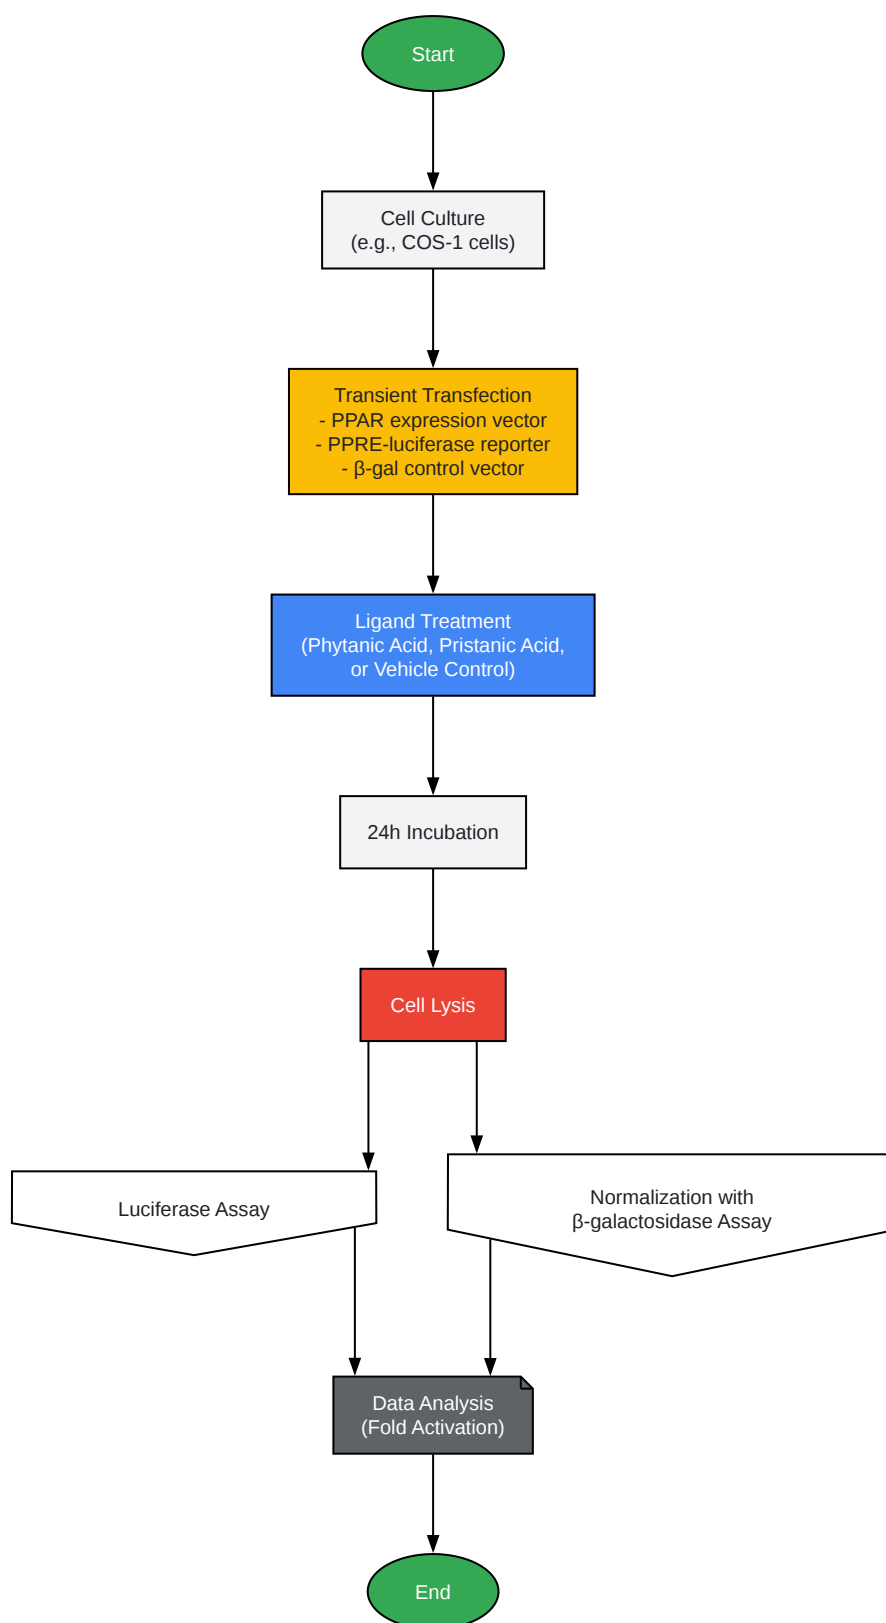 Start
Cell Culture
(e.g., COS-1 cells)
Transient Transfection
- PPAR expression vector
- PPRE-luciferase reporter
- β-gal control vector
Ligand Treatment
(Phytanic Acid, Pristanic Acid,
or Vehicle Control)
24h Incubation
Cell Lysis
Luciferase Assay
Normalization with
β-galactosidase Assay
Data Analysis
(Fold Activation)
End